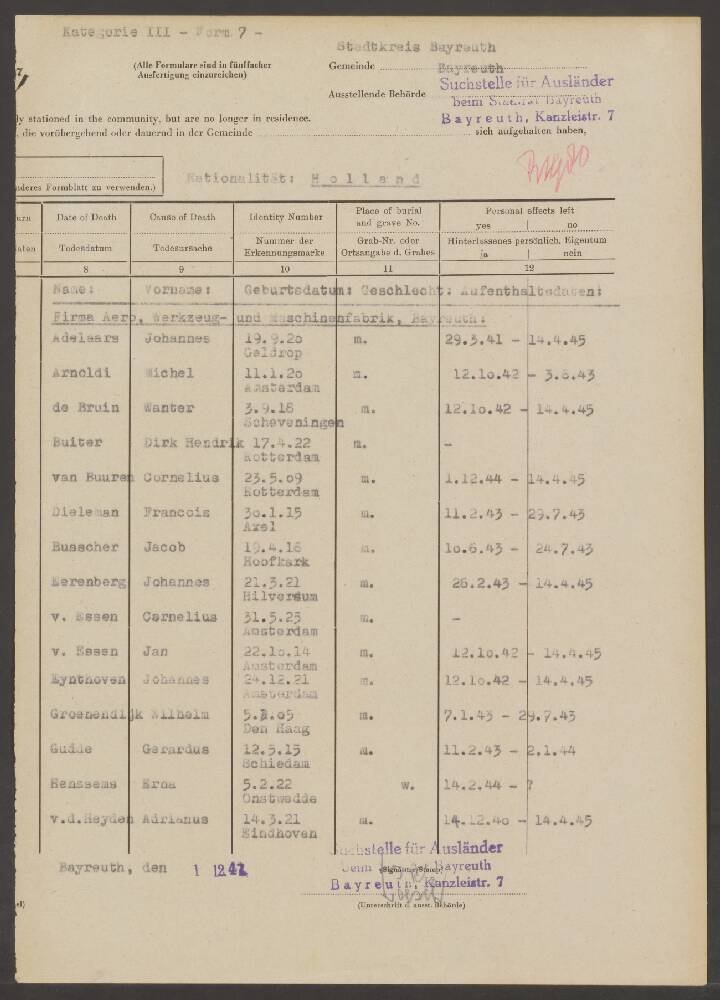 Kategorie III - Form 7 -
Stadtkreis Bayreuth
(Alle Formulare sind in fünffacher
Ausfertigung einzureichen)
Gemeinde Bayreuth
Suchstelle für Ausländer
Ausstellende Behörde
beim Stadtrat Bayreuth
ly stationed in the community, but are no longer in residence.
Bayreuth, Kanzleistr. 7
, die vorübergehend oder dauernd in der Gemeinde
sich aufgehalten haben,
nderes Formblatt zu verwenden.)
Nationalität: Holland
Date of Death
Cause of Death
Identity Number
Place of burial
and grave No.
Personal effects left
yes | no
Todesdatum
Todesursache
Nummer der
Erkennungsmarke
Grab-Nr. oder
Ortsangabe d. Grabes
Hinterlassenes persönlich. Eigentum
ja | nein
8 9 10 11 12
Name: Vorname: Geburtsdatum: Geschlecht: Aufenthaltsdaten:
Firma Aero, Werkzeug- und Maschinenfabrik, Bayreuth:
Adelaars Johannes 19.9.20 m. 29.3.41 - 14.4.45
Geldrop
Arnoldi Michel 11.1.20 m. 12.10.42 - 3.8.43
Amsterdam
de Bruin Wanter 3.9.18 m. 12.10.42 - 14.4.45
Scheveningen
Buiter Dirk Hendrik 17.4.22 m. -
Rotterdam
van Buuren Cornelius 23.5.09 m. 1.12.44 - 14.4.45
Rotterdam
Dieleman Francois 30.1.15 m. 11.2.43 - 29.7.43
Axel
Busscher Jacob 19.4.18 m. 10.6.43 - 24.7.43
Hoofkark
Eerenberg Johannes 21.3.21 m. 26.2.43 - 14.4.45
Hilversum
v. Essen Cornelius 31.5.23 m. -
Amsterdam
v. Essen Jan 22.10.14 m. 12.10.42 - 14.4.45
Amsterdam
Eynthoven Johannes 24.12.21 m. 12.10.42 - 14.4.45
Amsterdam
Groenendijk Wilhelm 5.8.05 m. 7.1.43 - 29.7.43
Den Haag
Gudde Gerardus 12.5.15 m. 11.2.43 - 2.1.44
Schiedam
Henssems Erna 5.2.22 w. 14.2.44 - ?
Onstwedde
v.d.Heyden Adrianus 14.3.21 m. 14.12.40 - 14.4.45
Eindhoven
Suchstelle für Ausländer
Bayreuth, den 1 12 47
beim Bayreuth
Bayreuth, Kanzleistr. 7
(Unterschrift d. ausst. Behörde)